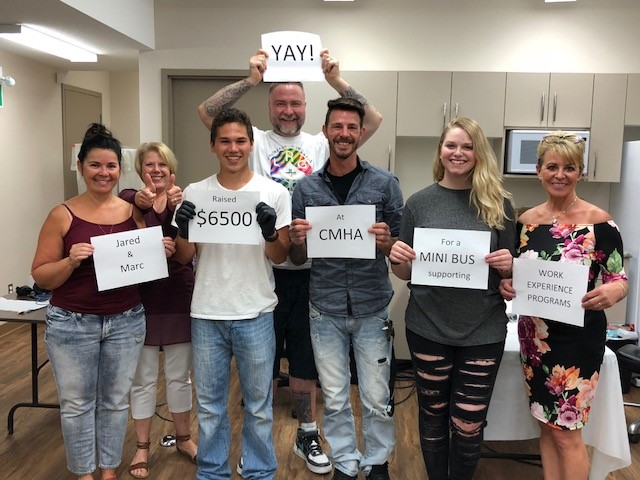 YAY!
Jared
&
Marc
Raised
$6500
At
CMHA
For a
MINI BUS
supporting
WORK
EXPERIENCE
PROGRAMS